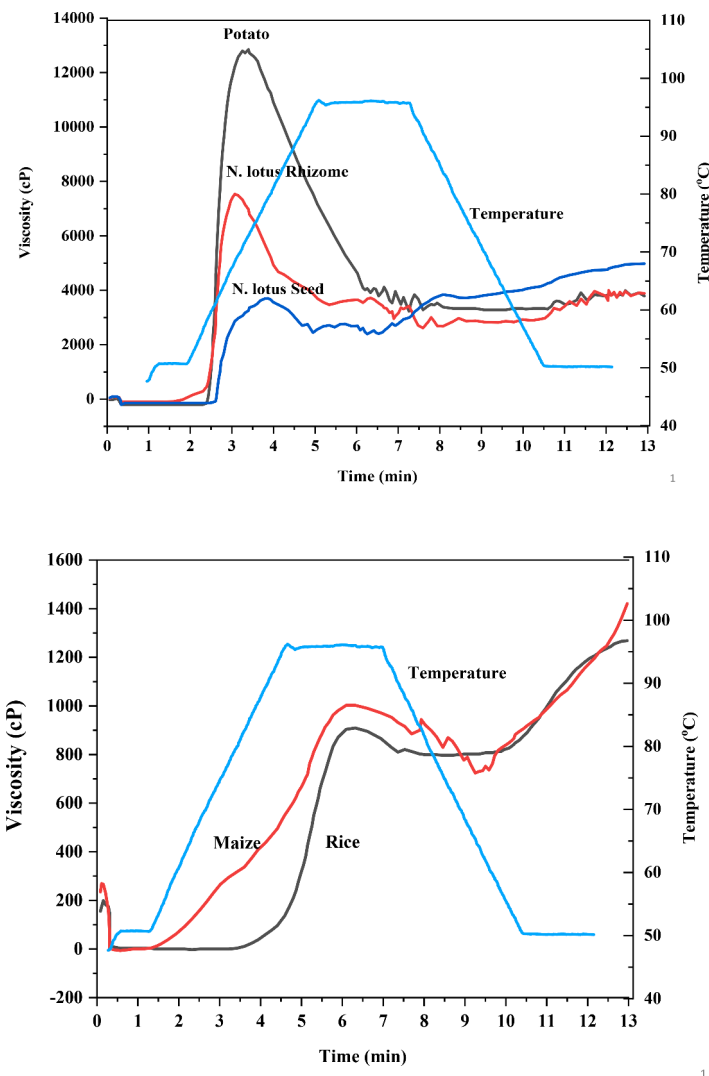 14000
12000
10000
8000
6000
4000
2000
0
Viscosity (cP)
Potato
N. lotus Rhizome
N. lotus Seed
Temperature
110
100
90
80
70
60
50
40
Temperature (°C)
0 1 2 3 4 5 6 7 8 9 10 11 12 13
Time (min)
1
1600
1400
1200
1000
800
600
400
200
0
-200
Viscosity (cP)
Temperature
Maize
Rice
110
100
90
80
70
60
50
40
Temperature (°C)
0 1 2 3 4 5 6 7 8 9 10 11 12 13
Time (min)
1